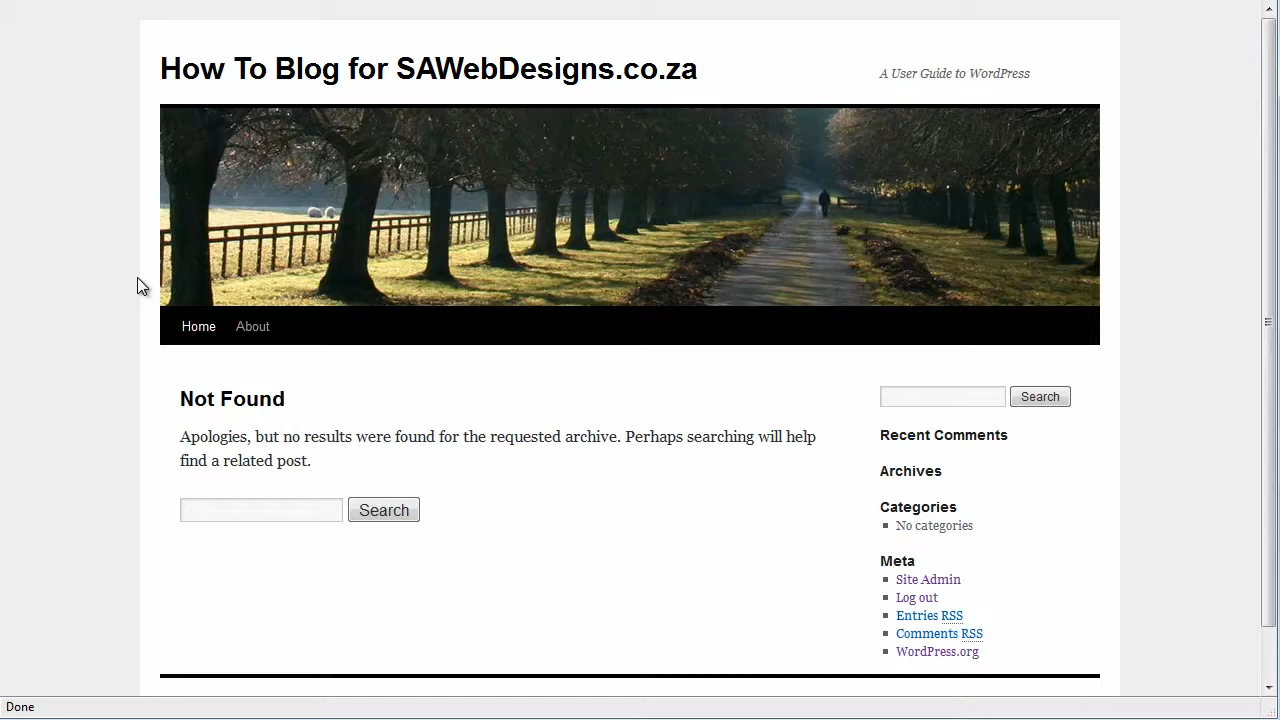 How To Blog for SAWebDesigns.co.za
A User Guide to WordPress
Home
About
Not Found
Apologies, but no results were found for the requested archive. Perhaps searching will help
find a related post.
Search
Search
Recent Comments
Archives
Categories
No categories
Meta
Site Admin
Log out
Entries RSS
Comments RSS
WordPress.org
Done